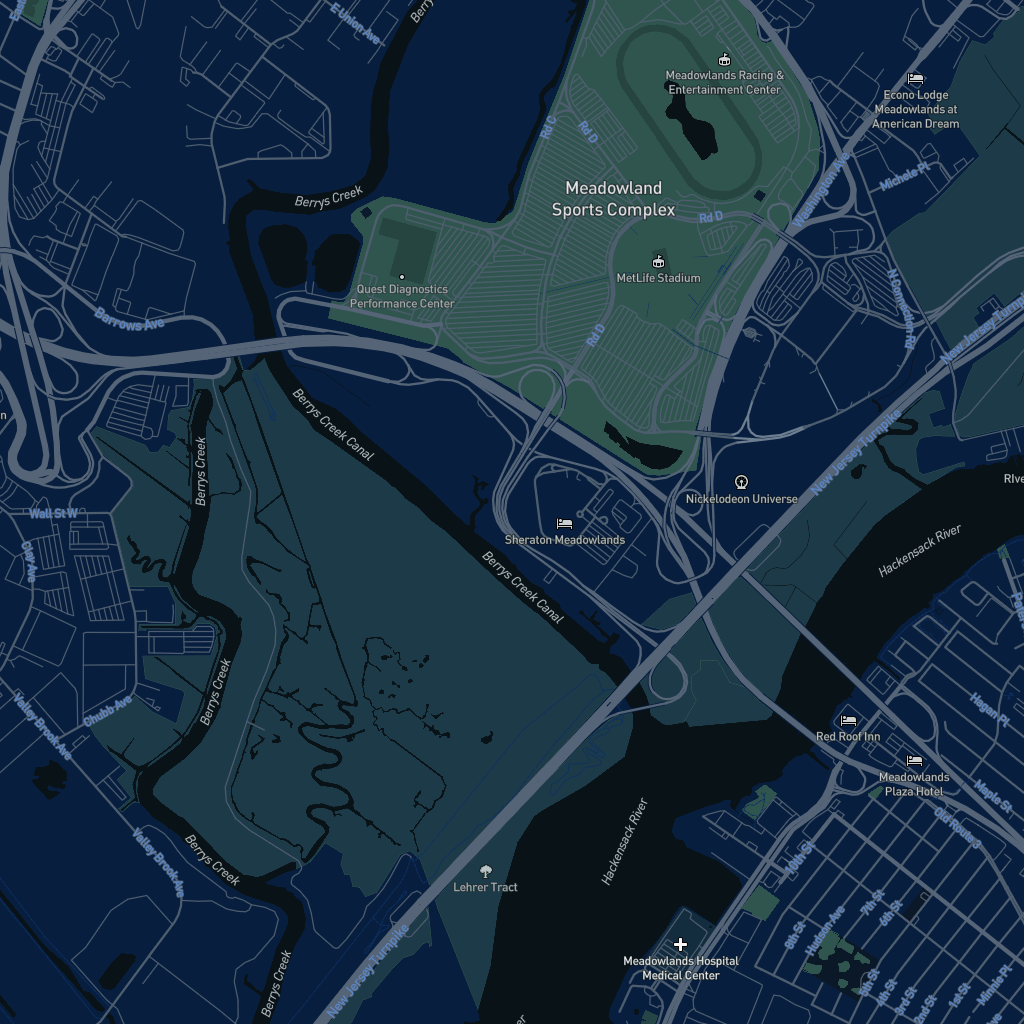 Berry
E Union Ave
Meadowlands Racing &
Entertainment Center
Econo Lodge
Meadowlands at
American Dream
Rd C
Rd D
Washington Ave
Michele Pl
Berrys Creek
Meadowland
Sports Complex
Rd D
MetLife Stadium
Quest Diagnostics
Performance Center
N Connector Rd
Barrows Ave
Rd D
New Jersey Turnpi
Berrys Creek Canal
Berrys Creek
New Jersey Turnpike
Nickelodeon Universe
RIve
Wall St W
Sheraton Meadowlands
Hackensack River
Gray Ave
Berrys Creek Canal
Berrys Creek
Chubb Ave
Valley Brook Ave
Hagan Pl
Red Roof Inn
Meadowlands
Plaza Hotel
Maple St
Old Route 3
Hackensack River
Valley Brook Ave
Berrys Creek
10th St
Lehrer Tract
7th St
6th St
Hudson Ave
8th St
New Jersey Turnpike
Meadowlands Hospital
Medical Center
Berrys Creek
4th St
3rd St
2nd St
1st St
Minnie Pl